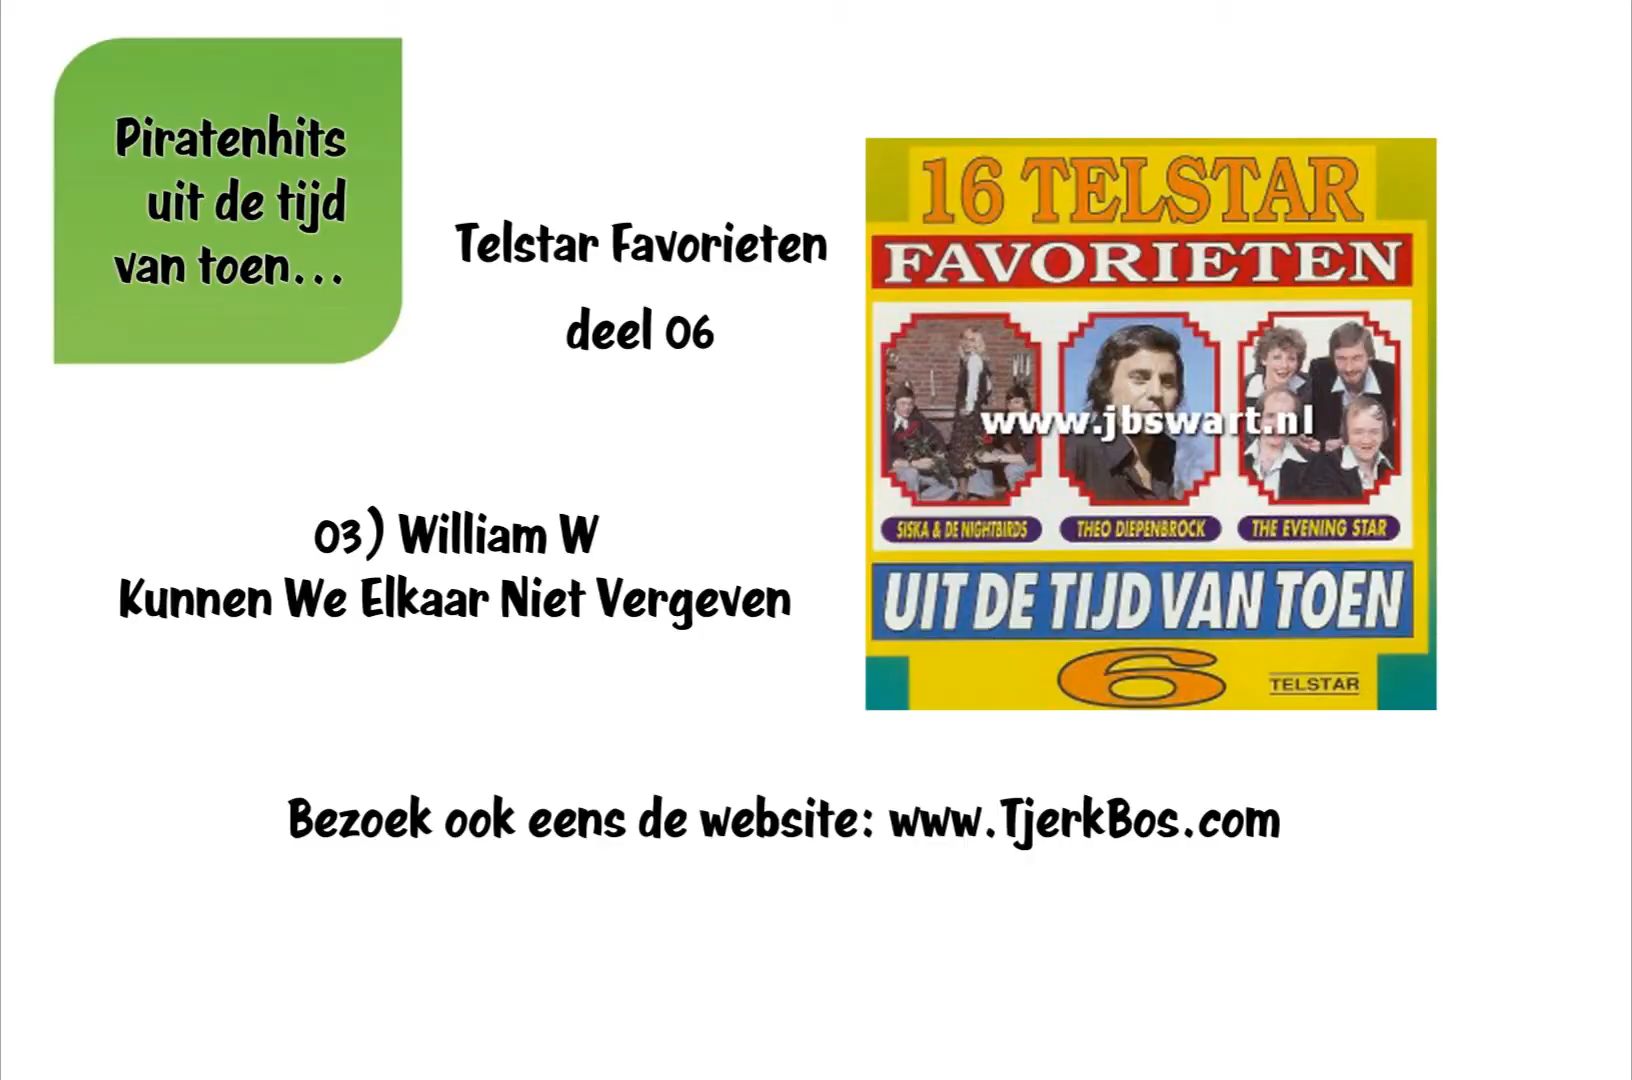 Piratenhits
uit de tijd
van toen...
Telstar Favorieten
deel 06
03) William W
Kunnen We Elkaar Niet Vergeven
16 TELSTAR
FAVORIETEN
www.jbswart.nl
SISKA & DE NIGHTBIRDS
THEO DIEPENBROCK
THE EVENING STAR
UIT DE TIJD VAN TOEN
6
TELSTAR
Bezoek ook eens de website: www.TjerkBos.com